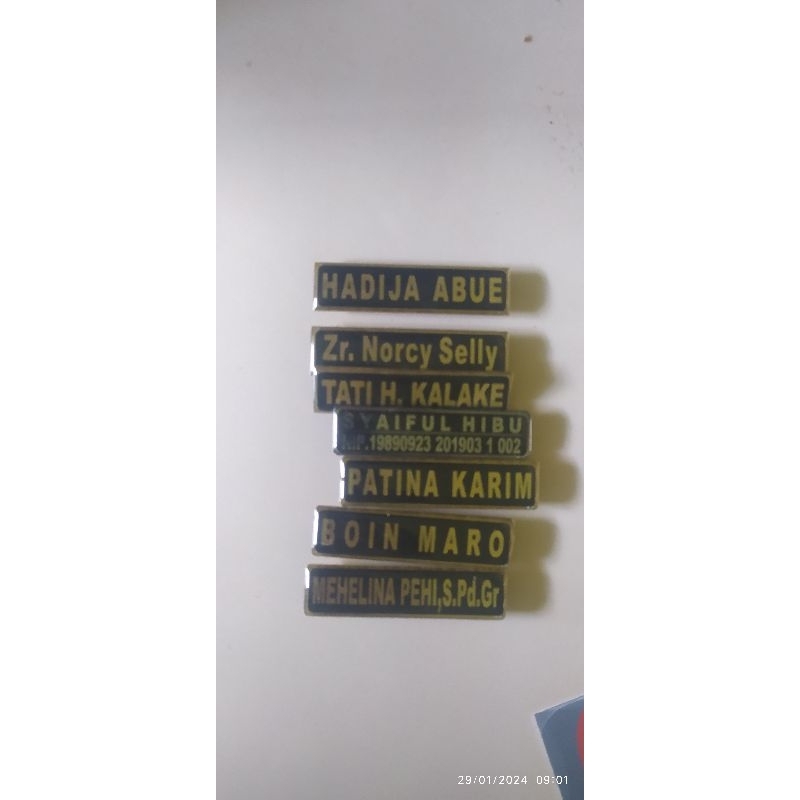 HADIJA ABUE
Zr. Norcy Selly
TATI H. KALAKE
SYAIFUL HIBU
NIP.19890923 201903 1 002
PATINA KARIM
BOIN MARO
MEHELINA PEHI,S.Pd.Gr
29/01/2024 09:01